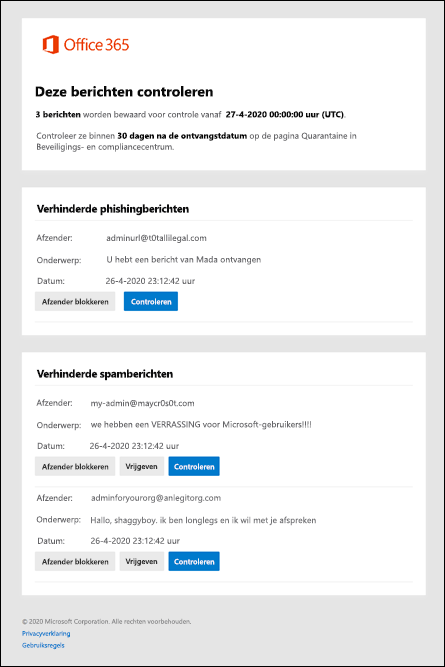 Office 365
Deze berichten controleren
3 berichten worden bewaard voor controle vanaf 27-4-2020 00:00:00 uur (UTC).
Controleer ze binnen 30 dagen na de ontvangstdatum op de pagina Quarantaine in
Beveiligings- en compliancecentrum.
Verhinderde phishingberichten
Afzender: adminurl@t0tallilegal.com
Onderwerp: U hebt een bericht van Mada ontvangen
Datum: 26-4-2020 23:12:42 uur
Afzender blokkeren Controleren
Verhinderde spamberichten
Afzender: my-admin@maycr0s0t.com
Onderwerp: we hebben een VERRASSING voor Microsoft-gebruikers!!!!
Datum: 26-4-2020 23:12:42 uur
Afzender blokkeren Vrijgeven Controleren
Afzender: adminforyourorg@anlegitorg.com
Onderwerp: Hallo, shaggyboy. ik ben longlegs en ik wil met je afspreken
Datum: 26-4-2020 23:12:42 uur
Afzender blokkeren Vrijgeven Controleren
© 2020 Microsoft Corporation. Alle rechten voorbehouden.
Privacyverklaring
Gebruiksregels